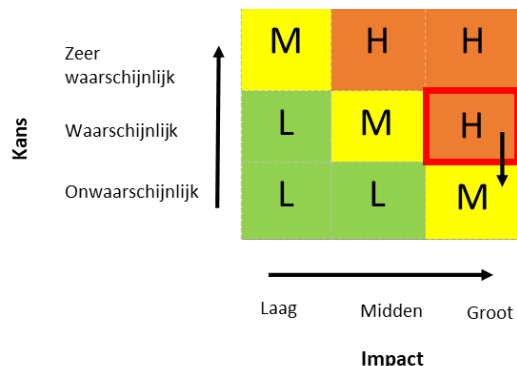 M H H
Zeer
waarschijnlijk
Kans
Waarschijnlijk
L M H
Onwaarschijnlijk
L L M
Laag Midden Groot
Impact